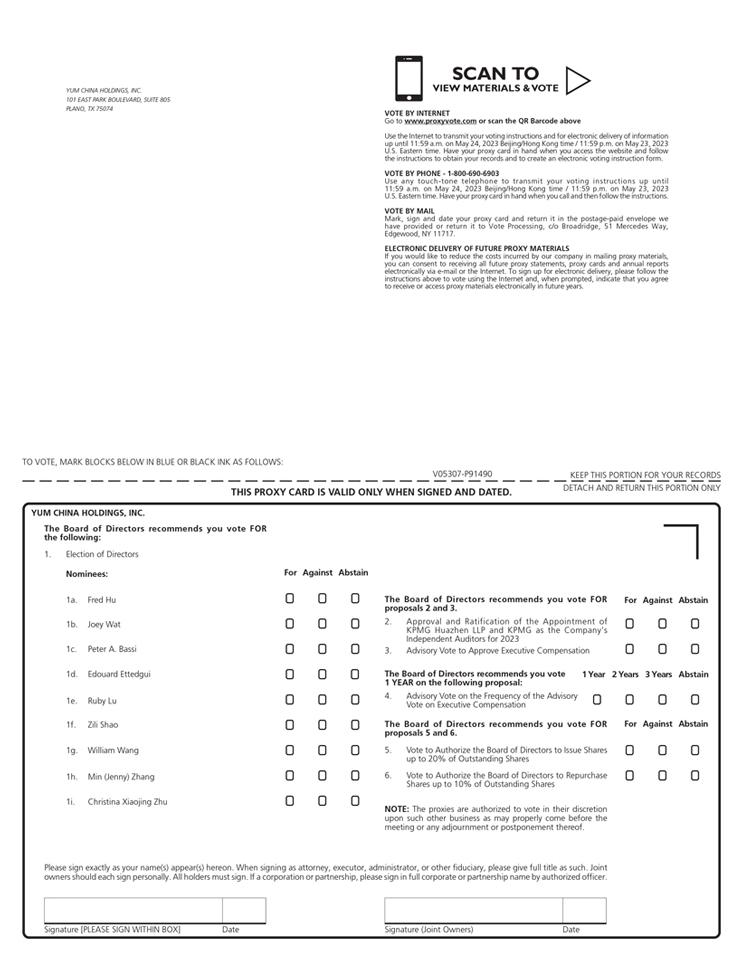 YUM CHINA HOLDINGS, INC.
101 EAST PARK BOULEVARD, SUITE 805
PLANO, TX 75074
SCAN TO
VIEW MATERIALS & VOTE
VOTE BY INTERNET
Go to www.proxyvote.com or scan the QR Barcode above
Use the Internet to transmit your voting instructions and for electronic delivery of information
up until 11:59 a.m. on May 24, 2023 Beijing/Hong Kong time / 11:59 p.m. on May 23, 2023
U.S. Eastern time. Have your proxy card in hand when you access the website and follow
the instructions to obtain your records and to create an electronic voting instruction form.
VOTE BY PHONE - 1-800-690-6903
Use any touch-tone telephone to transmit your voting instructions up until
11:59 a.m. on May 24, 2023 Beijing/Hong Kong time / 11:59 p.m. on May 23, 2023
U.S. Eastern time. Have your proxy card in hand when you call and then follow the instructions.
VOTE BY MAIL
Mark, sign and date your proxy card and return it in the postage-paid envelope we
have provided or return it to Vote Processing, c/o Broadridge, 51 Mercedes Way,
Edgewood, NY 11717.
ELECTRONIC DELIVERY OF FUTURE PROXY MATERIALS
If you would like to reduce the costs incurred by our company in mailing proxy materials,
you can consent to receiving all future proxy statements, proxy cards and annual reports
electronically via e-mail or the Internet. To sign up for electronic delivery, please follow the
instructions above to vote using the Internet and, when prompted, indicate that you agree
to receive or access proxy materials electronically in future years.
TO VOTE, MARK BLOCKS BELOW IN BLUE OR BLACK INK AS FOLLOWS:
V05307-P91490
KEEP THIS PORTION FOR YOUR RECORDS
DETACH AND RETURN THIS PORTION ONLY
THIS PROXY CARD IS VALID ONLY WHEN SIGNED AND DATED.
YUM CHINA HOLDINGS, INC.
The Board of Directors recommends you vote FOR
the following:
1. Election of Directors
Nominees:
For Against Abstain
1a. Fred Hu
1b. Joey Wat
1c. Peter A. Bassi
1d. Edouard Ettedgui
1e. Ruby Lu
1f. Zili Shao
1g. William Wang
1h. Min (Jenny) Zhang
1i. Christina Xiaojing Zhu
The Board of Directors recommends you vote FOR
proposals 2 and 3.
For Against Abstain
2. Approval and Ratification of the Appointment of
KPMG Huazhen LLP and KPMG as the Company's
Independent Auditors for 2023
3. Advisory Vote to Approve Executive Compensation
The Board of Directors recommends you vote
1 YEAR on the following proposal:
1 Year 2 Years 3 Years Abstain
4. Advisory Vote on the Frequency of the Advisory
Vote on Executive Compensation
The Board of Directors recommends you vote FOR
proposals 5 and 6.
For Against Abstain
5. Vote to Authorize the Board of Directors to Issue Shares
up to 20% of Outstanding Shares
6. Vote to Authorize the Board of Directors to Repurchase
Shares up to 10% of Outstanding Shares
NOTE: The proxies are authorized to vote in their discretion
upon such other business as may properly come before the
meeting or any adjournment or postponement thereof.
Please sign exactly as your name(s) appear(s) hereon. When signing as attorney, executor, administrator, or other fiduciary, please give full title as such. Joint
owners should each sign personally. All holders must sign. If a corporation or partnership, please sign in full corporate or partnership name by authorized officer.
Signature [PLEASE SIGN WITHIN BOX] Date
Signature (Joint Owners) Date